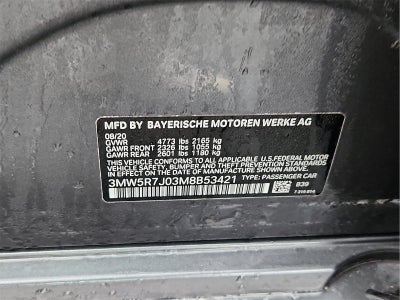 MFD BY BAYERISCHE MOTOREN WERKE AG
08/20
GVWR 4773 lbs 2165 kg
GAWR FRONT 2326 lbs 1055 kg
GAWR REAR 2601 lbs 1180 kg
THIS VEHICLE CONFORMS TO ALL APPLICABLE U.S.FEDERAL MOTOR
VEHICLE SAFETY, BUMPER, AND THEFT PREVENTION STANDARDS
IN EFFECT ON THE DATE OF MANUFACTURE SHOWN ABOVE.
3MW5R7J03M8B53421 TYPE: PASSENGER CAR B39